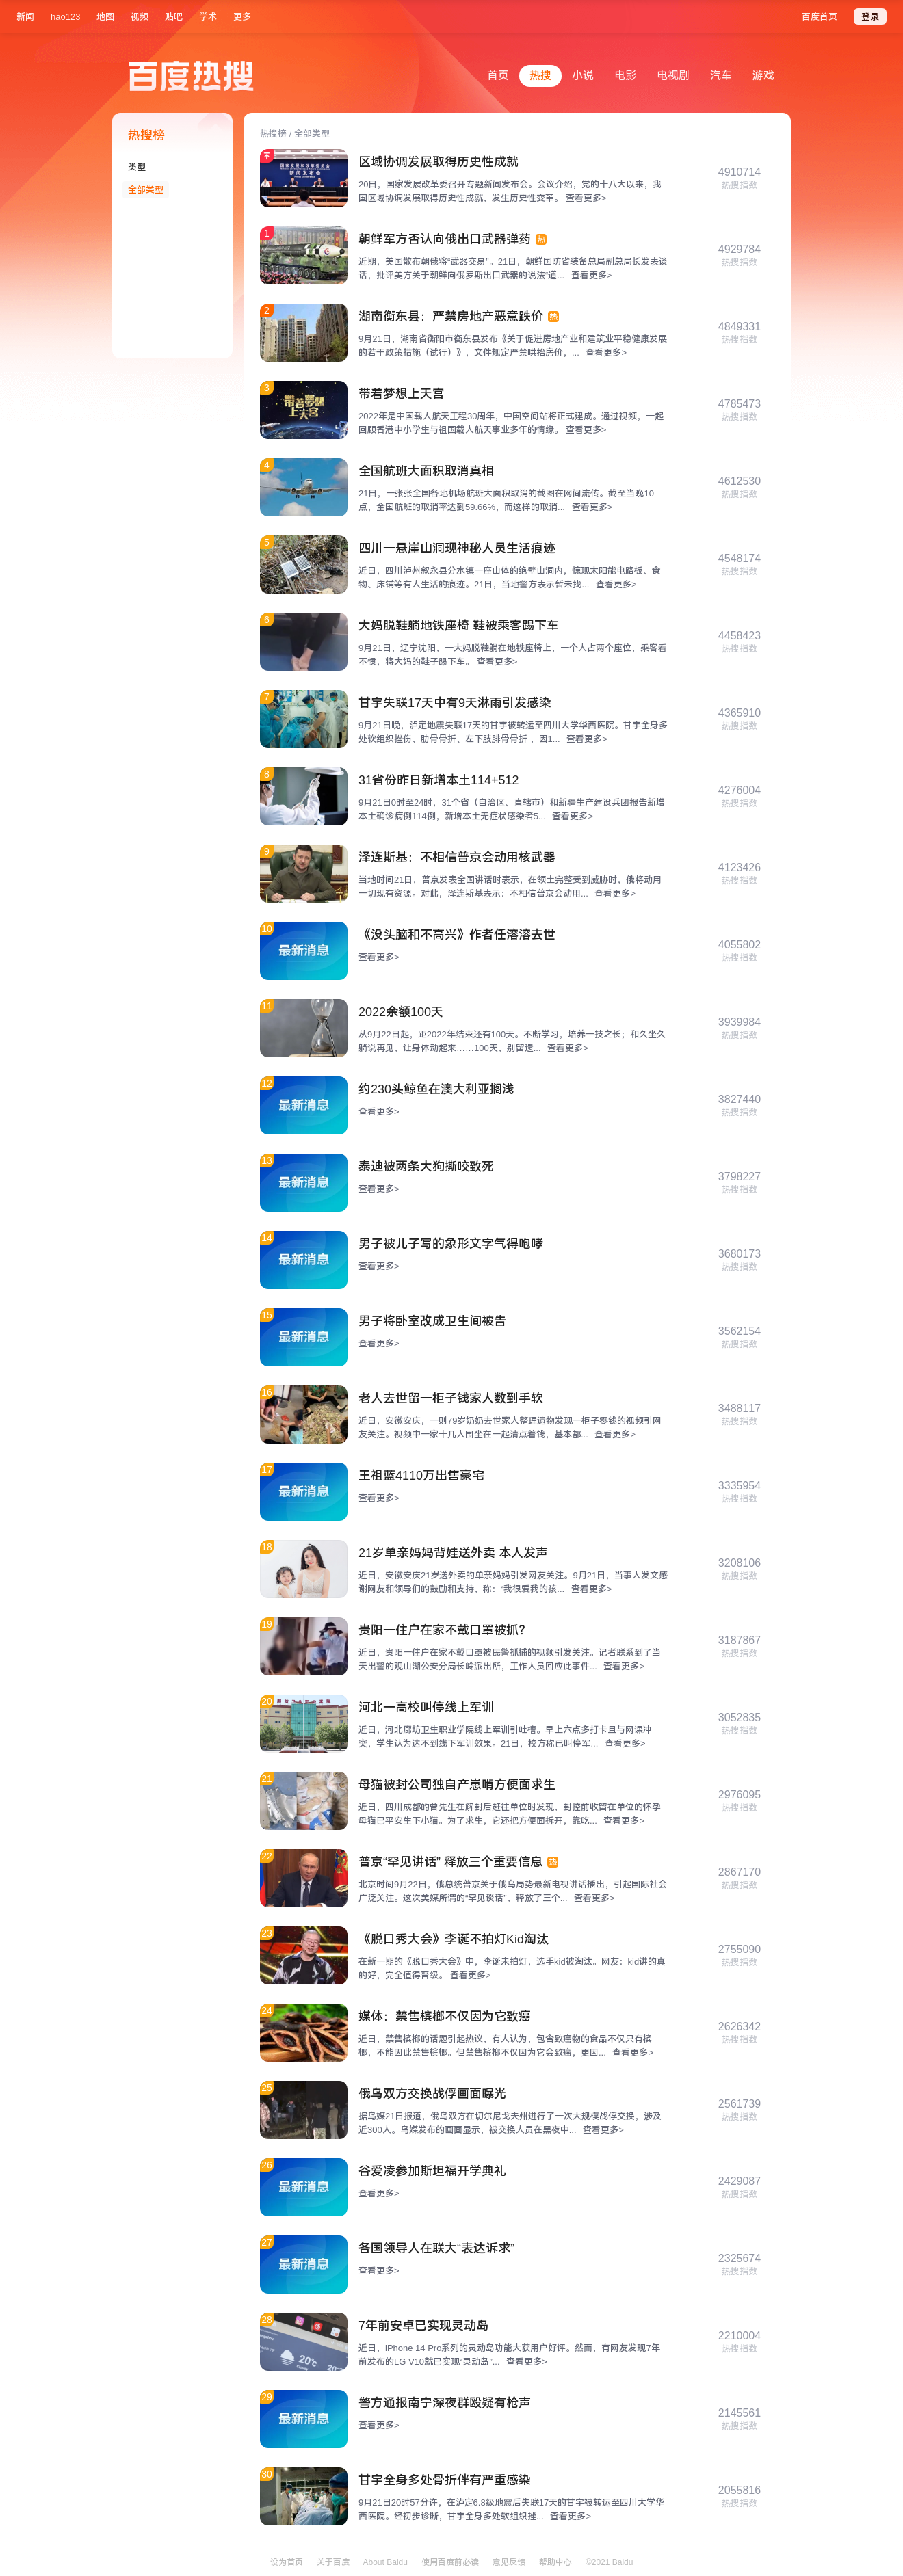 新闻 hao123 地图 视频 贴吧 学术 更多 百度首页 登录
百度热搜
首页 热搜 小说 电影 电视剧 汽车 游戏
热搜榜
类型
全部类型
热搜榜 / 全部类型
区域协调发展取得历史性成就
20日，国家发展改革委召开专题新闻发布会。会议介绍，党的十八大以来，我
国区域协调发展取得历史性成就，发生历史性变革。 查看更多>
4910714
热搜指数
1
朝鲜军方否认向俄出口武器弹药 热
近期，美国散布朝俄将“武器交易”。21日，朝鲜国防省装备总局副总局长发表谈
话，批评美方关于朝鲜向俄罗斯出口武器的说法“道... 查看更多>
4929784
热搜指数
2
湖南衡东县：严禁房地产恶意跌价 热
9月21日，湖南省衡阳市衡东县发布《关于促进房地产业和建筑业平稳健康发展
的若干政策措施（试行）》，文件规定严禁哄抬房价，... 查看更多>
4849331
热搜指数
3
带着梦想上天宫
带着梦想上天宫
2022年是中国载人航天工程30周年，中国空间站将正式建成。通过视频，一起
回顾香港中小学生与祖国载人航天事业多年的情缘。 查看更多>
4785473
热搜指数
4
全国航班大面积取消真相
21日，一张张全国各地机场航班大面积取消的截图在网间流传。截至当晚10
点，全国航班的取消率达到59.66%，而这样的取消... 查看更多>
4612530
热搜指数
5
四川一悬崖山洞现神秘人员生活痕迹
近日，四川泸州叙永县分水镇一座山体的绝壁山洞内，惊现太阳能电路板、食
物、床铺等有人生活的痕迹。21日，当地警方表示暂未找... 查看更多>
4548174
热搜指数
6
大妈脱鞋躺地铁座椅 鞋被乘客踢下车
9月21日，辽宁沈阳，一大妈脱鞋躺在地铁座椅上，一个人占两个座位，乘客看
不惯，将大妈的鞋子踢下车。 查看更多>
4458423
热搜指数
7
甘宇失联17天中有9天淋雨引发感染
9月21日晚，泸定地震失联17天的甘宇被转运至四川大学华西医院。甘宇全身多
处软组织挫伤、肋骨骨折、左下肢腓骨骨折 ，因1... 查看更多>
4365910
热搜指数
8
31省份昨日新增本土114+512
9月21日0时至24时，31个省（自治区、直辖市）和新疆生产建设兵团报告新增
本土确诊病例114例，新增本土无症状感染者5... 查看更多>
4276004
热搜指数
9
泽连斯基：不相信普京会动用核武器
当地时间21日，普京发表全国讲话时表示，在领土完整受到威胁时，俄将动用
一切现有资源。对此，泽连斯基表示：不相信普京会动用... 查看更多>
4123426
热搜指数
10
最新消息
《没头脑和不高兴》作者任溶溶去世
查看更多>
4055802
热搜指数
11
2022余额100天
从9月22日起，距2022年结束还有100天。不断学习，培养一技之长；和久坐久
躺说再见，让身体动起来……100天，别留遗... 查看更多>
3939984
热搜指数
12
最新消息
约230头鲸鱼在澳大利亚搁浅
查看更多>
3827440
热搜指数
13
最新消息
泰迪被两条大狗撕咬致死
查看更多>
3798227
热搜指数
14
最新消息
男子被儿子写的象形文字气得咆哮
查看更多>
3680173
热搜指数
15
最新消息
男子将卧室改成卫生间被告
查看更多>
3562154
热搜指数
16
老人去世留一柜子钱家人数到手软
近日，安徽安庆，一则79岁奶奶去世家人整理遗物发现一柜子零钱的视频引网
友关注。视频中一家十几人围坐在一起清点着钱，基本都... 查看更多>
3488117
热搜指数
17
最新消息
王祖蓝4110万出售豪宅
查看更多>
3335954
热搜指数
18
21岁单亲妈妈背娃送外卖 本人发声
近日，安徽安庆21岁送外卖的单亲妈妈引发网友关注。9月21日，当事人发文感
谢网友和领导们的鼓励和支持，称：“我很爱我的孩... 查看更多>
3208106
热搜指数
19
贵阳一住户在家不戴口罩被抓？
近日，贵阳一住户在家不戴口罩被民警抓捕的视频引发关注。记者联系到了当
天出警的观山湖公安分局长岭派出所，工作人员回应此事件... 查看更多>
3187867
热搜指数
20
河北一高校叫停线上军训
近日，河北廊坊卫生职业学院线上军训引吐槽。早上六点多打卡且与网课冲
突，学生认为达不到线下军训效果。21日，校方称已叫停军... 查看更多>
3052835
热搜指数
21
母猫被封公司独自产崽啃方便面求生
近日，四川成都的曾先生在解封后赶往单位时发现，封控前收留在单位的怀孕
母猫已平安生下小猫。为了求生，它还把方便面拆开，靠吃... 查看更多>
2976095
热搜指数
22
普京“罕见讲话” 释放三个重要信息 热
北京时间9月22日，俄总统普京关于俄乌局势最新电视讲话播出，引起国际社会
广泛关注。这次美媒所谓的“罕见谈话”，释放了三个... 查看更多>
2867170
热搜指数
23
《脱口秀大会》李诞不拍灯Kid淘汰
在新一期的《脱口秀大会》中，李诞未拍灯，选手kid被淘汰。网友：kid讲的真
的好，完全值得晋级。 查看更多>
2755090
热搜指数
24
媒体：禁售槟榔不仅因为它致癌
近日，禁售槟榔的话题引起热议，有人认为，包含致癌物的食品不仅只有槟
榔，不能因此禁售槟榔。但禁售槟榔不仅因为它会致癌，更因... 查看更多>
2626342
热搜指数
25
俄乌双方交换战俘画面曝光
据乌媒21日报道，俄乌双方在切尔尼戈夫州进行了一次大规模战俘交换，涉及
近300人。乌媒发布的画面显示，被交换人员在黑夜中... 查看更多>
2561739
热搜指数
26
最新消息
谷爱凌参加斯坦福开学典礼
查看更多>
2429087
热搜指数
27
最新消息
各国领导人在联大“表达诉求”
查看更多>
2325674
热搜指数
28
7年前安卓已实现灵动岛
近日，iPhone 14 Pro系列的灵动岛功能大获用户好评。然而，有网友发现7年
前发布的LG V10就已实现“灵动岛”... 查看更多>
2210004
热搜指数
29
最新消息
警方通报南宁深夜群殴疑有枪声
查看更多>
2145561
热搜指数
30
甘宇全身多处骨折伴有严重感染
9月21日20时57分许，在泸定6.8级地震后失联17天的甘宇被转运至四川大学华
西医院。经初步诊断，甘宇全身多处软组织挫... 查看更多>
2055816
热搜指数
设为首页 关于百度 About Baidu 使用百度前必读 意见反馈 帮助中心 ©2021 Baidu